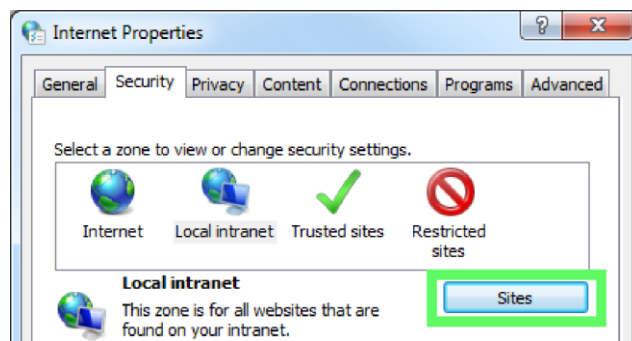 Internet Properties
General Security Privacy Content Connections Programs Advanced
Select a zone to view or change security settings.
Internet Local intranet Trusted sites Restricted
sites
Local intranet
Sites
This zone is for all websites that are
found on your intranet.